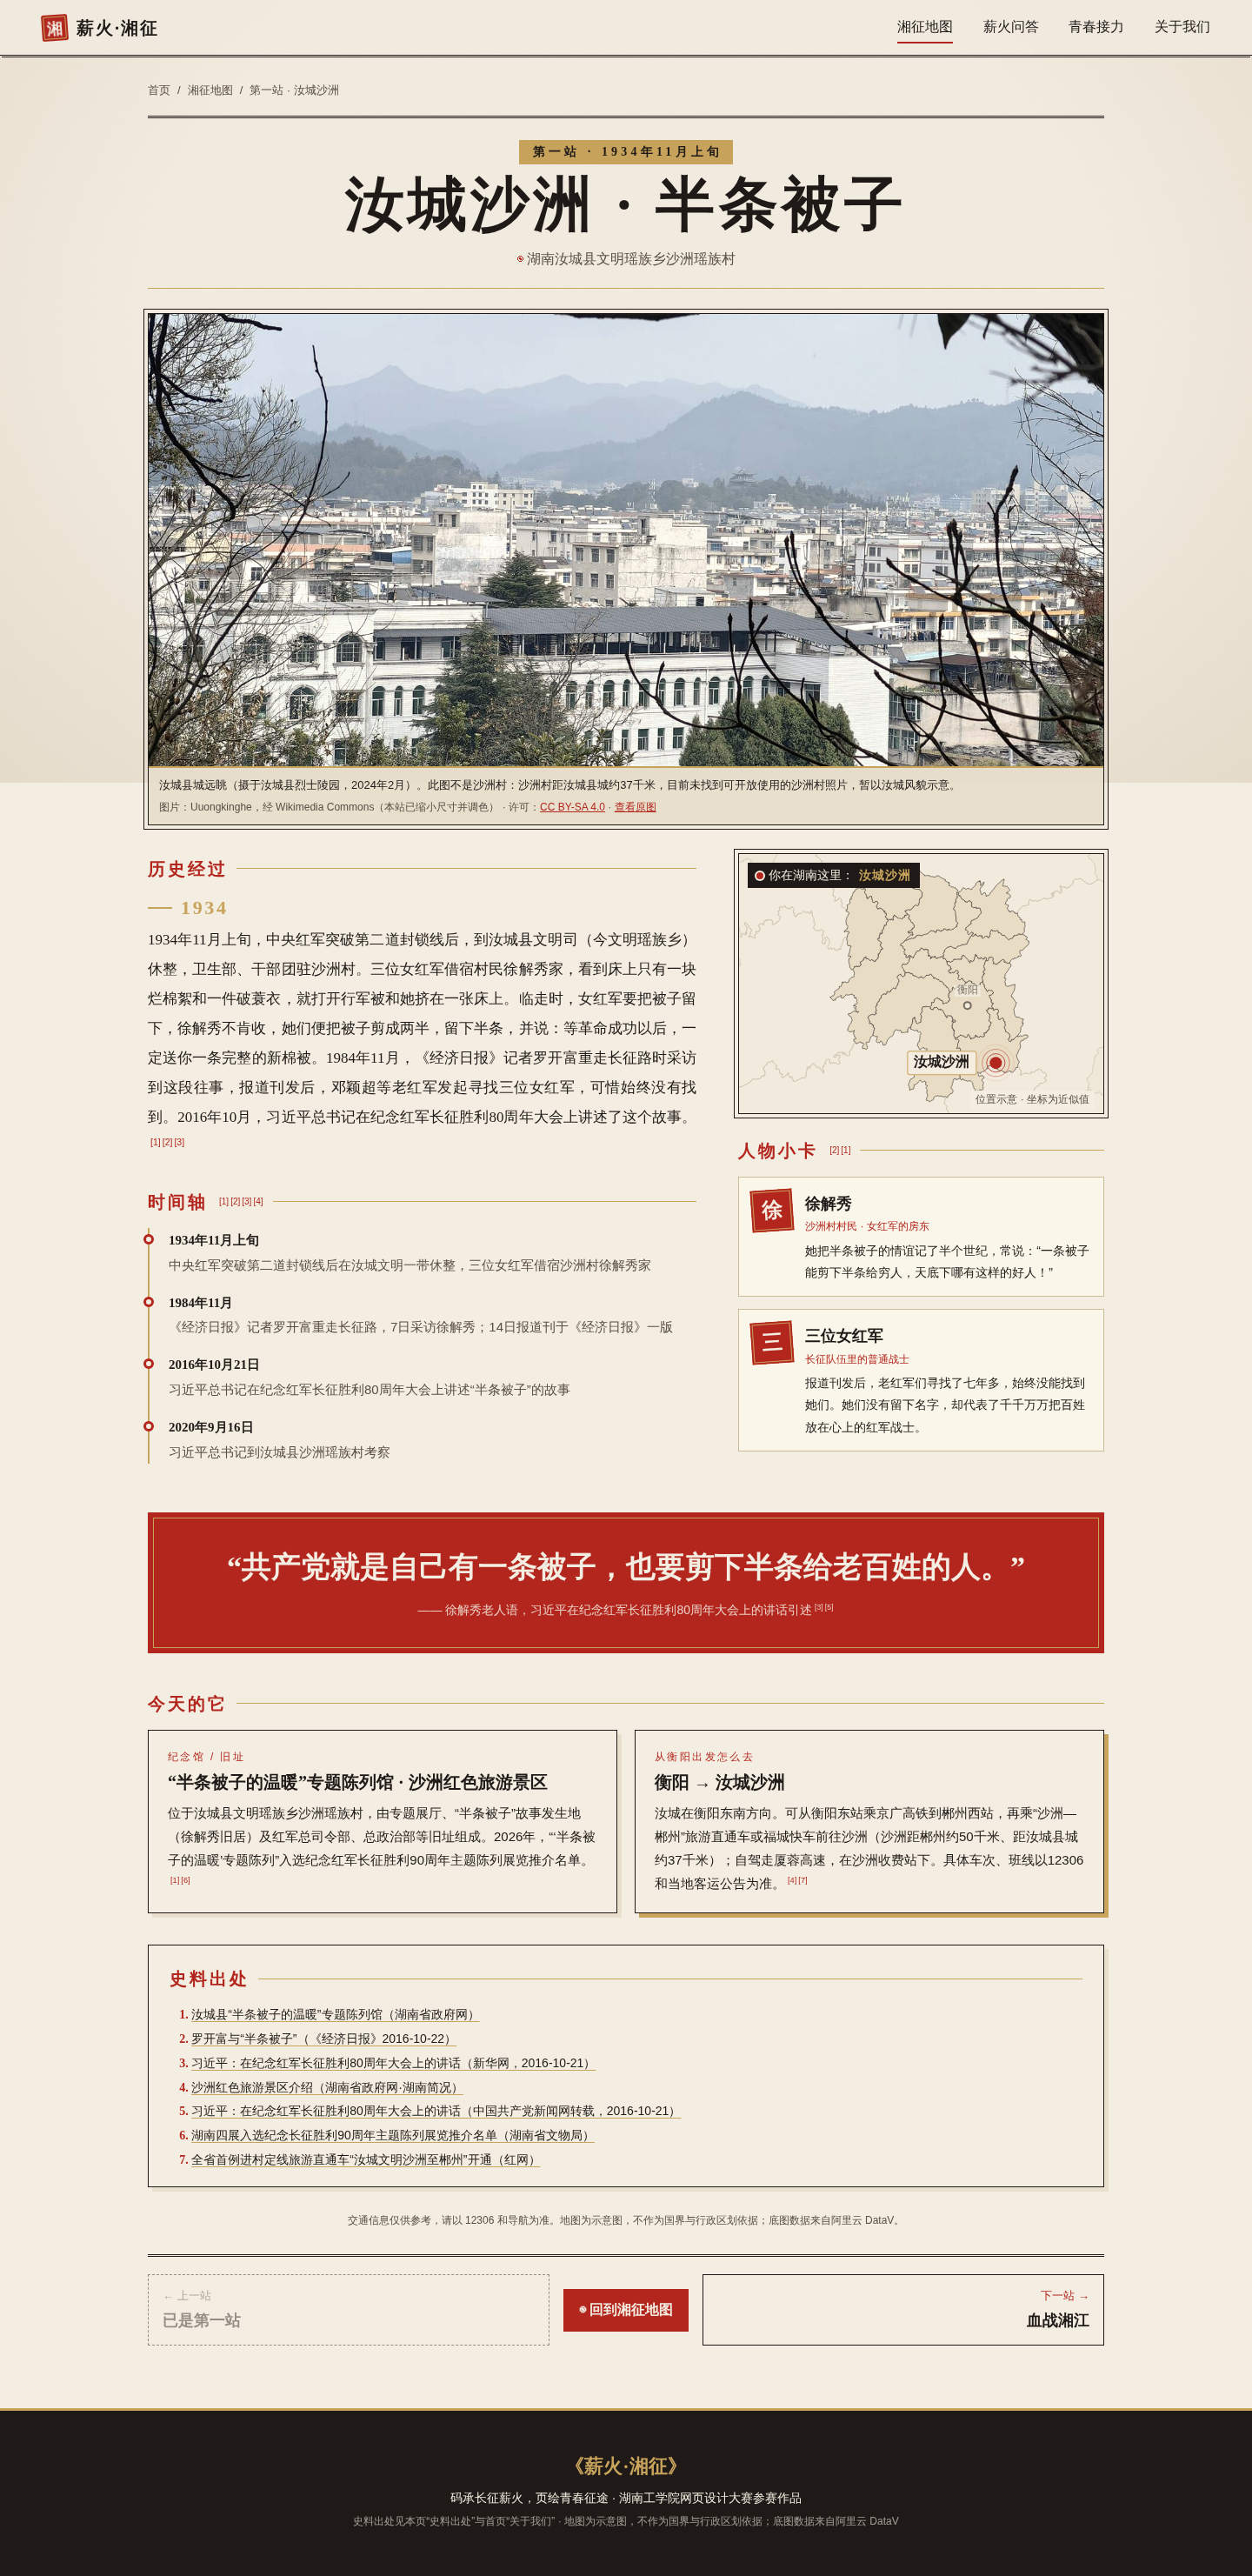 湘 薪火·湘征
湘征地图 薪火问答 青春接力 关于我们
首页 / 湘征地图 / 第一站 · 汝城沙洲
第一站 · 1934年11月上旬
汝城沙洲 · 半条被子
湖南汝城县文明瑶族乡沙洲瑶族村
汝城县城远眺（摄于汝城县烈士陵园，2024年2月）。此图不是沙洲村：沙洲村距汝城县城约37千米，目前未找到可开放使用的沙洲村照片，暂以汝城风貌示意。
图片：Uuongkinghe，经 Wikimedia Commons（本站已缩小尺寸并调色） · 许可：CC BY-SA 4.0 · 查看原图
历史经过
1934
1934年11月上旬，中央红军突破第二道封锁线后，到汝城县文明司（今文明瑶族乡）
休整，卫生部、干部团驻沙洲村。三位女红军借宿村民徐解秀家，看到床上只有一块
烂棉絮和一件破蓑衣，就打开行军被和她挤在一张床上。临走时，女红军要把被子留
下，徐解秀不肯收，她们便把被子剪成两半，留下半条，并说：等革命成功以后，一
定送你一条完整的新棉被。1984年11月，《经济日报》记者罗开富重走长征路时采访
到这段往事，报道刊发后，邓颖超等老红军发起寻找三位女红军，可惜始终没有找
到。2016年10月，习近平总书记在纪念红军长征胜利80周年大会上讲述了这个故事。
[1] [2] [3]
时间轴 [1] [2] [3] [4]
1934年11月上旬
中央红军突破第二道封锁线后在汝城文明一带休整，三位女红军借宿沙洲村徐解秀家
1984年11月
《经济日报》记者罗开富重走长征路，7日采访徐解秀；14日报道刊于《经济日报》一版
2016年10月21日
习近平总书记在纪念红军长征胜利80周年大会上讲述“半条被子”的故事
2020年9月16日
习近平总书记到汝城县沙洲瑶族村考察
你在湖南这里： 汝城沙洲
衡阳
汝城沙洲
位置示意 · 坐标为近似值
人物小卡 [2] [1]
徐
徐解秀
沙洲村村民 · 女红军的房东
她把半条被子的情谊记了半个世纪，常说：“一条被子
能剪下半条给穷人，天底下哪有这样的好人！”
三
三位女红军
长征队伍里的普通战士
报道刊发后，老红军们寻找了七年多，始终没能找到
她们。她们没有留下名字，却代表了千千万万把百姓
放在心上的红军战士。
“共产党就是自己有一条被子，也要剪下半条给老百姓的人。”
—— 徐解秀老人语，习近平在纪念红军长征胜利80周年大会上的讲话引述 [3] [5]
今天的它
纪念馆 / 旧址
“半条被子的温暖”专题陈列馆 · 沙洲红色旅游景区
位于汝城县文明瑶族乡沙洲瑶族村，由专题展厅、“半条被子”故事发生地
（徐解秀旧居）及红军总司令部、总政治部等旧址组成。2026年，“‘半条被
子的温暖’专题陈列”入选纪念红军长征胜利90周年主题陈列展览推介名单。
[1] [6]
从衡阳出发怎么去
衡阳 → 汝城沙洲
汝城在衡阳东南方向。可从衡阳东站乘京广高铁到郴州西站，再乘“沙洲—
郴州”旅游直通车或福城快车前往沙洲（沙洲距郴州约50千米、距汝城县城
约37千米）；自驾走厦蓉高速，在沙洲收费站下。具体车次、班线以12306
和当地客运公告为准。 [4] [7]
史料出处
1. 汝城县“半条被子的温暖”专题陈列馆（湖南省政府网）
2. 罗开富与“半条被子”（《经济日报》2016-10-22）
3. 习近平：在纪念红军长征胜利80周年大会上的讲话（新华网，2016-10-21）
4. 沙洲红色旅游景区介绍（湖南省政府网·湖南简况）
5. 习近平：在纪念红军长征胜利80周年大会上的讲话（中国共产党新闻网转载，2016-10-21）
6. 湖南四展入选纪念长征胜利90周年主题陈列展览推介名单（湖南省文物局）
7. 全省首例进村定线旅游直通车“汝城文明沙洲至郴州”开通（红网）
交通信息仅供参考，请以 12306 和导航为准。地图为示意图，不作为国界与行政区划依据；底图数据来自阿里云 DataV。
← 上一站
已是第一站
回到湘征地图
下一站 →
血战湘江
《薪火·湘征》
码承长征薪火，页绘青春征途 · 湖南工学院网页设计大赛参赛作品
史料出处见本页“史料出处”与首页“关于我们” · 地图为示意图，不作为国界与行政区划依据；底图数据来自阿里云 DataV